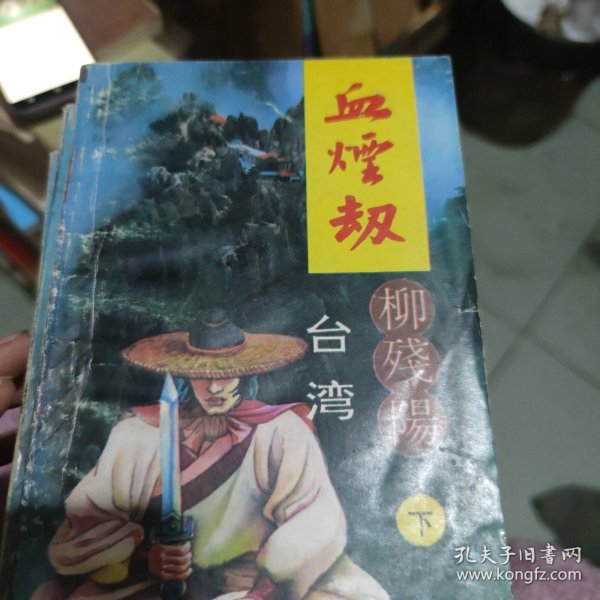 血煙劫
台湾
柳殘陽
下
孔夫子旧书网
www.kongfz.com